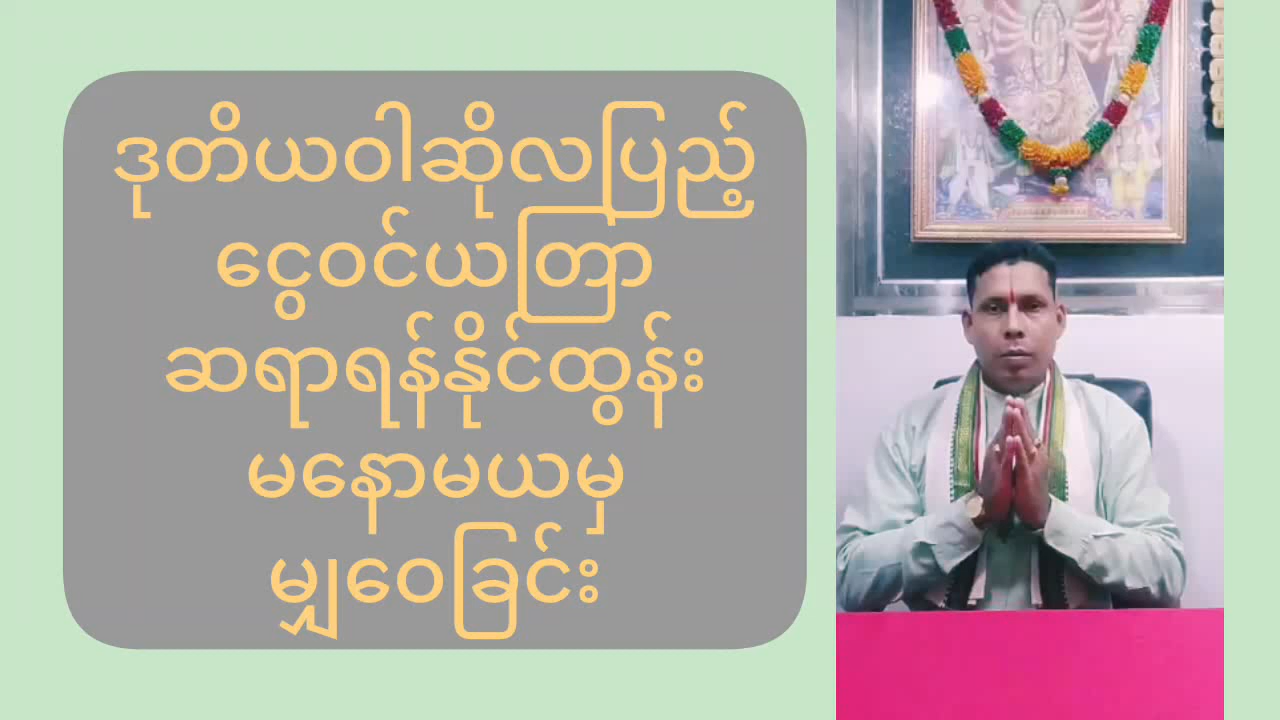 ဒုတိယဝါဆိုလပြည့်
ငွေဝင်ယတြာ
ဆရာရန်နိုင်ထွန်း
မနောမယမှ
မျှဝေခြင်း